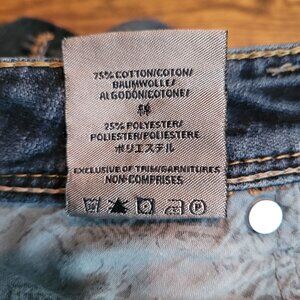 75% COTTON/COTON/
BAUMWOLLE/
ALGODÓN/COTONE/
綿
25% POLYESTER/
POLIESTER/POLIESTERE
ポリエステル
EXCLUSIVE OF TRIM/GARNITURES
NON-COMPRISES